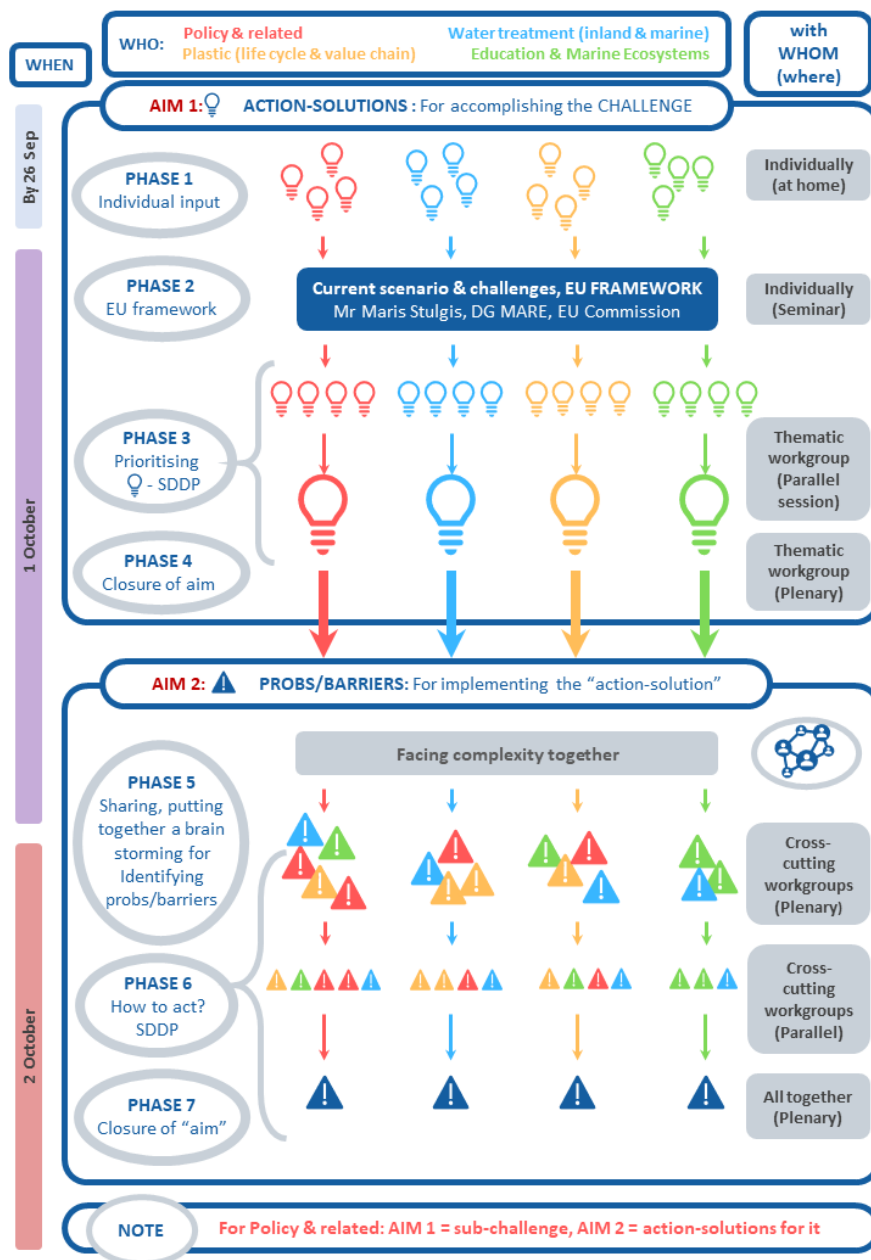 WHEN
WHO:
Policy & related
Water treatment (inland & marine)
Plastic (life cycle & value chain)
Education & Marine Ecosystems
with
WHOM
(where)
AIM 1: ACTION-SOLUTIONS : For accomplishing the CHALLENGE
By 26 Sep
PHASE 1
Individual input
Individually
(at home)
1 October
PHASE 2
EU framework
Current scenario & challenges, EU FRAMEWORK
Mr Maris Stulgis, DG MARE, EU Commission
Individually
(Seminar)
PHASE 3
Prioritising
- SDDP
Thematic
workgroup
(Parallel
session)
PHASE 4
Closure of aim
Thematic
workgroup
(Plenary)
AIM 2: PROBS/BARRIERS: For implementing the “action-solution”
Facing complexity together
PHASE 5
Sharing, putting
together a brain
storming for
Identifying
probs/barriers
Cross-
cutting
workgroups
(Plenary)
2 October
PHASE 6
How to act?
SDDP
Cross-
cutting
workgroups
(Parallel)
PHASE 7
Closure of “aim”
All together
(Plenary)
NOTE
For Policy & related: AIM 1 = sub-challenge, AIM 2 = action-solutions for it